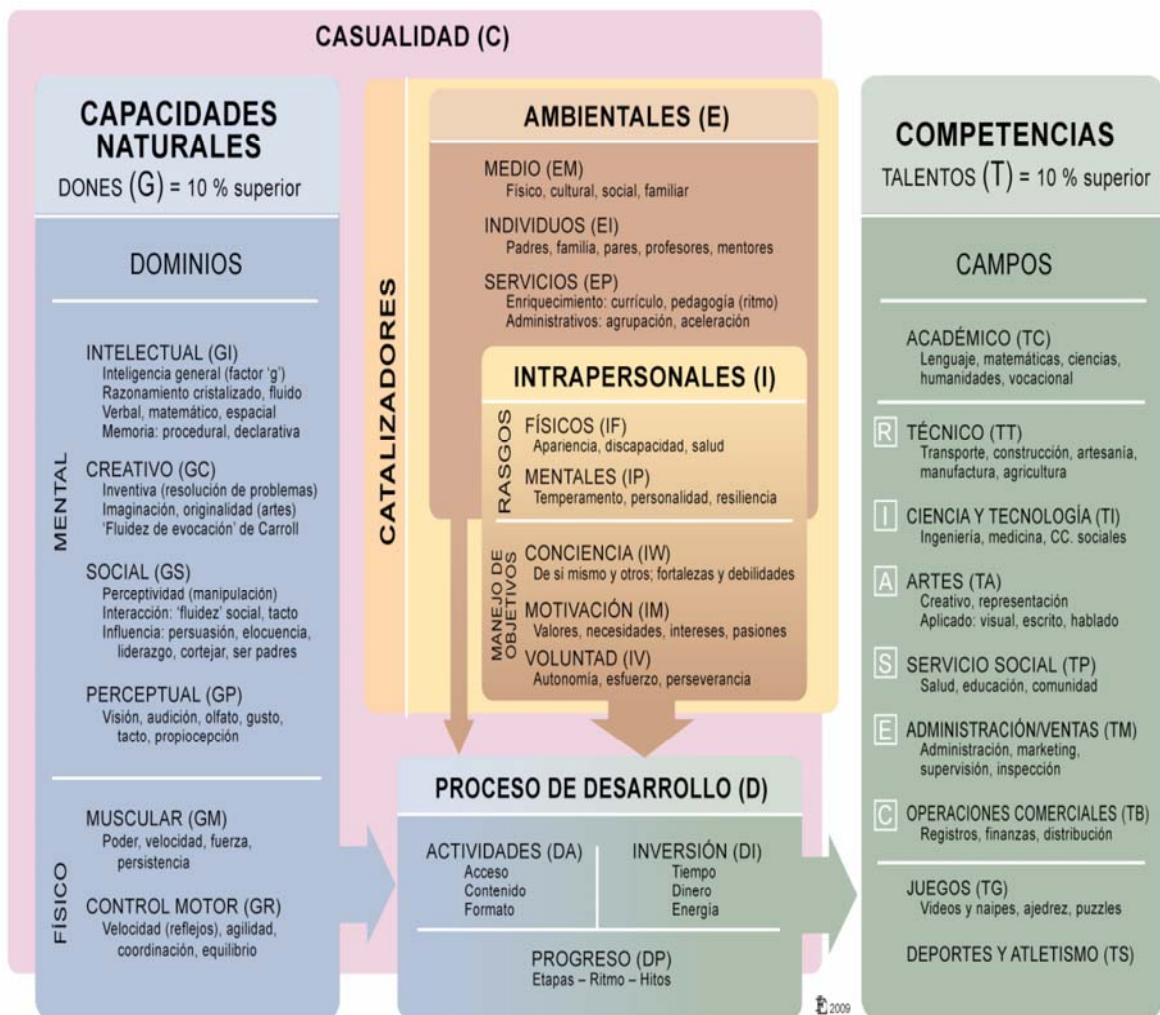 CASUALIDAD (C)
CAPACIDADES
NATURALES
DONES (G) = 10 % superior
DOMINIOS
MENTAL
INTELECTUAL (GI)
Inteligencia general (factor ‘g’)
Razonamiento cristalizado, fluido
Verbal, matemático, espacial
Memoria: procedural, declarativa
CREATIVO (GC)
Inventiva (resolución de problemas)
Imaginación, originalidad (artes)
‘Fluidez de evocación’ de Carroll
SOCIAL (GS)
Perceptividad (manipulación)
Interacción: ‘fluidez’ social, tacto
Influencia: persuasión, elocuencia,
liderazgo, cortejar, ser padres
PERCEPTUAL (GP)
Visión, audición, olfato, gusto,
tacto, propiocepción
FÍSICO
MUSCULAR (GM)
Poder, velocidad, fuerza,
persistencia
CONTROL MOTOR (GR)
Velocidad (reflejos), agilidad,
coordinación, equilibrio
CATALIZADORES
AMBIENTALES (E)
MEDIO (EM)
Físico, cultural, social, familiar
INDIVIDUOS (EI)
Padres, familia, pares, profesores, mentores
SERVICIOS (EP)
Enriquecimiento: currículo, pedagogía (ritmo)
Administrativos: agrupación, aceleración
INTRAPERSONALES (I)
RASGOS
FÍSICOS (IF)
Apariencia, discapacidad, salud
MENTALES (IP)
Temperamento, personalidad, resiliencia
MANEJO DE
OBJETIVOS
CONCIENCIA (IW)
De sí mismo y otros; fortalezas y debilidades
MOTIVACIÓN (IM)
Valores, necesidades, intereses, pasiones
VOLUNTAD (IV)
Autonomía, esfuerzo, perseverancia
PROCESO DE DESARROLLO (D)
ACTIVIDADES (DA)
Acceso
Contenido
Formato
INVERSIÓN (DI)
Tiempo
Dinero
Energía
PROGRESO (DP)
Etapas – Ritmo – Hitos
2009
COMPETENCIAS
TALENTOS (T) = 10 % superior
CAMPOS
ACADÉMICO (TC)
Lenguaje, matemáticas, ciencias,
humanidades, vocacional
R TÉCNICO (TT)
Transporte, construcción, artesanía,
manufactura, agricultura
I CIENCIA Y TECNOLOGÍA (TI)
Ingeniería, medicina, CC. sociales
A ARTES (TA)
Creativo, representación
Aplicado: visual, escrito, hablado
S SERVICIO SOCIAL (TP)
Salud, educación, comunidad
E ADMINISTRACIÓN/VENTAS (TM)
Administración, marketing,
supervisión, inspección
C OPERACIONES COMERCIALES (TB)
Registros, finanzas, distribución
JUEGOS (TG)
Videos y naipes, ajedrez, puzzles
DEPORTES Y ATLETISMO (TS)